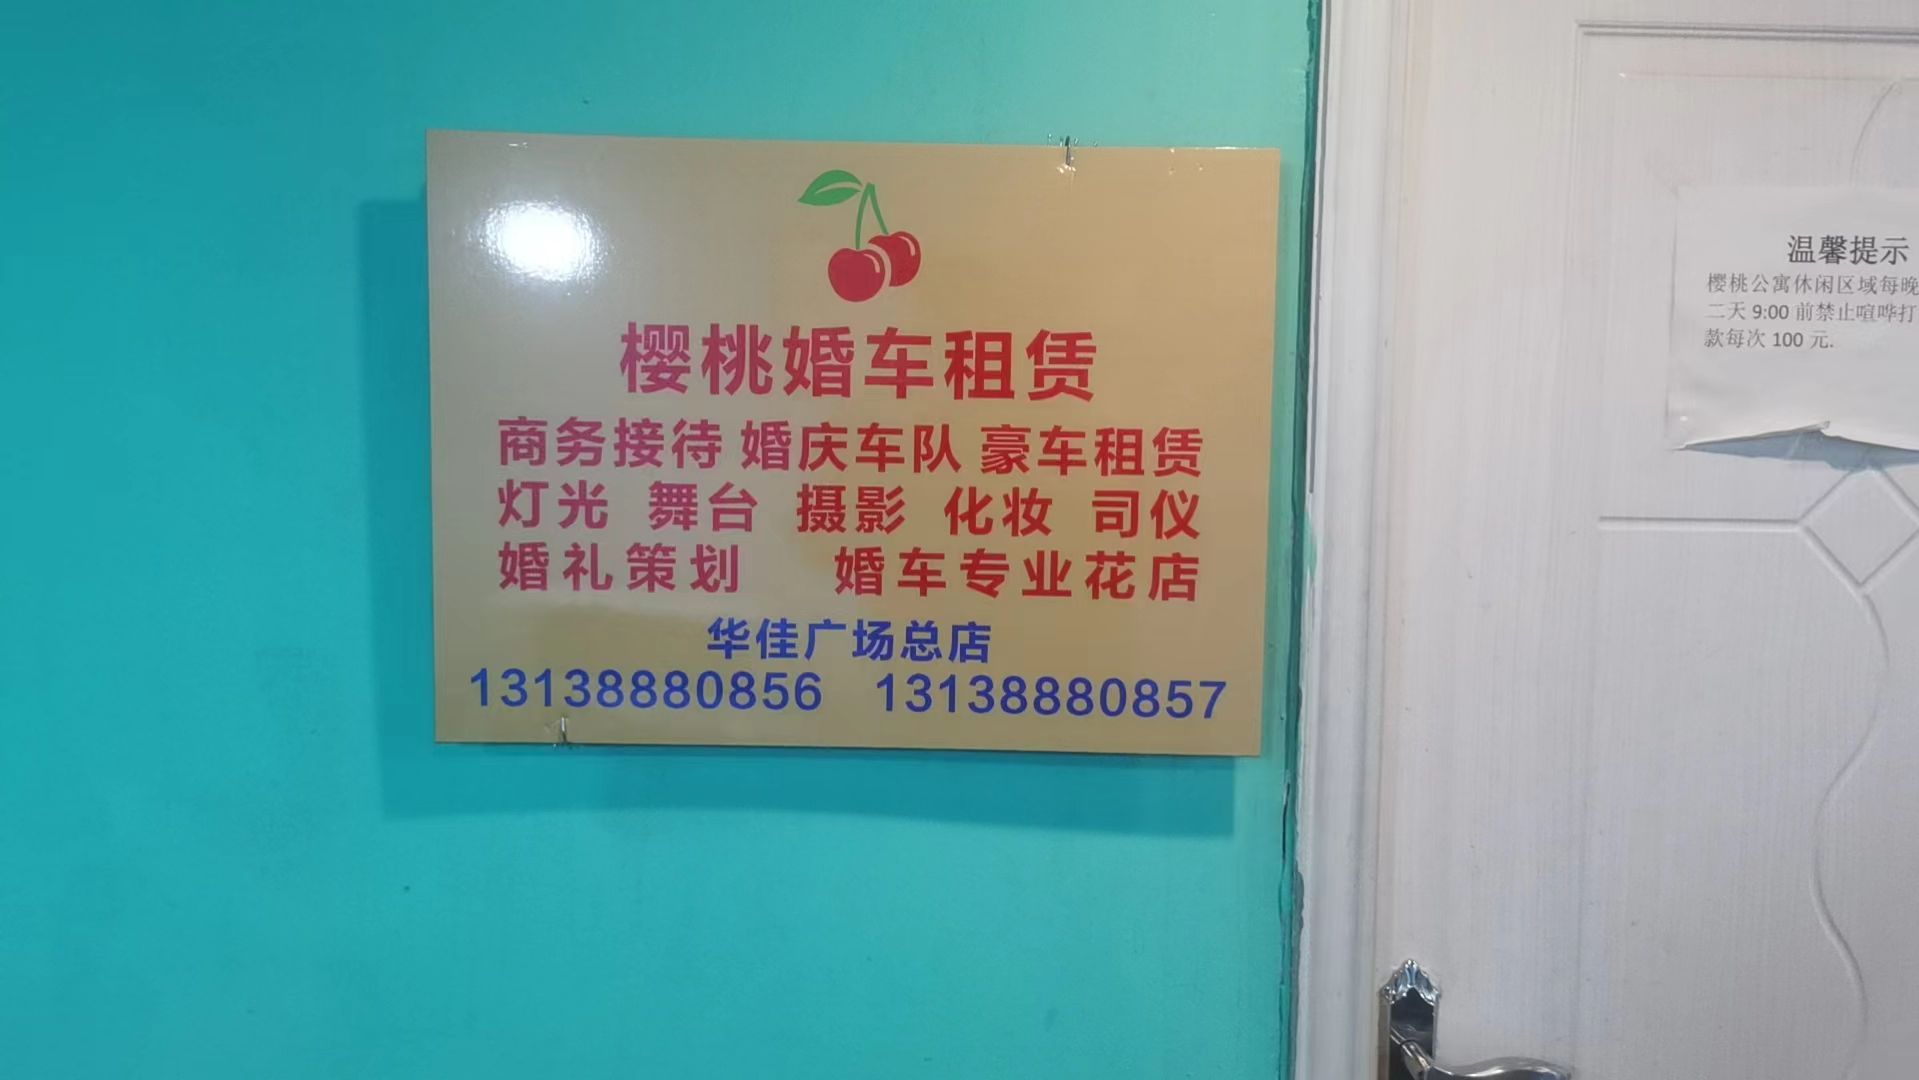 樱桃婚车租赁
商务接待 婚庆车队 豪车租赁
灯光 舞台 摄影 化妆 司仪
婚礼策划 婚车专业花店
华佳广场总店
13138880856 13138880857
温馨提示
樱桃公寓休闲区域每晚
二天 9:00 前禁止喧哗打
款每次 100 元.